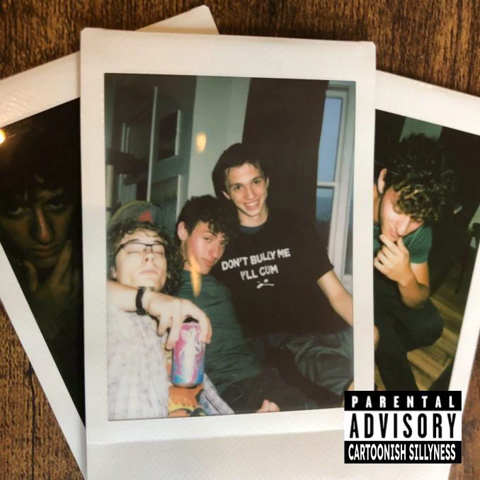 DON'T BULLY ME
I'LL CUM
PARENTAL
ADVISORY
CARTOONISH SILLYNESS